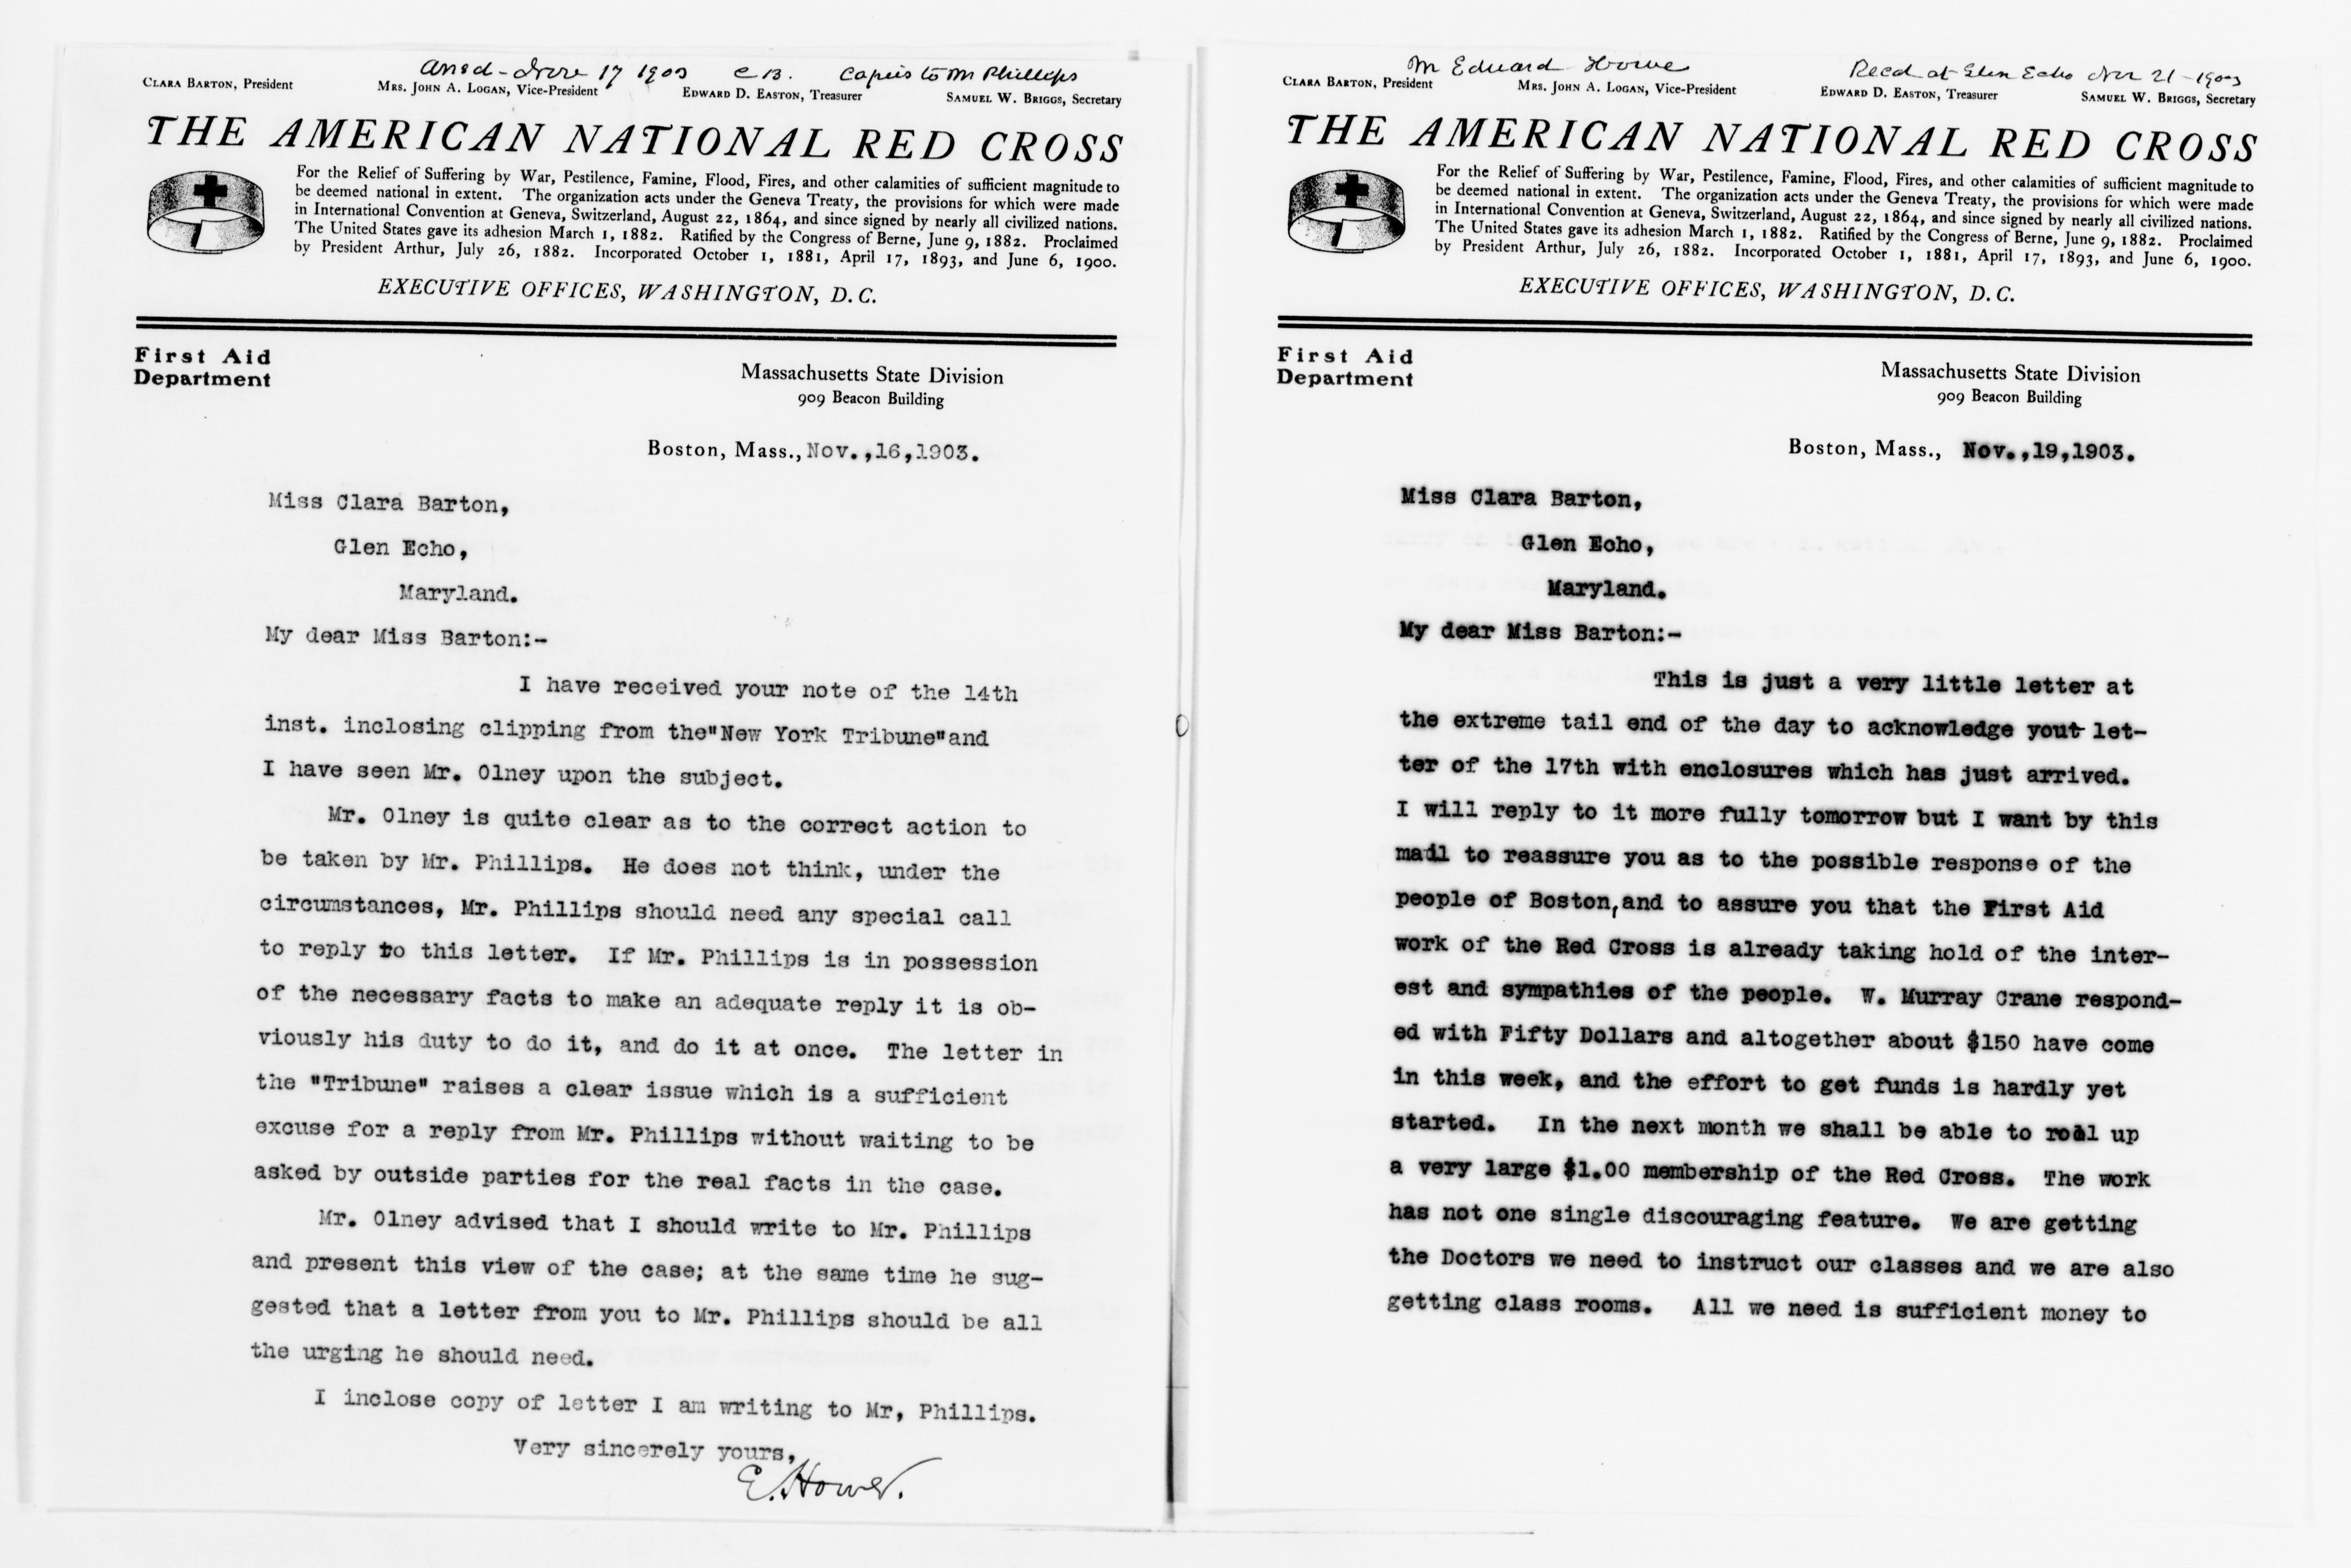 Ansd - Nov 17 1903 C B. Copies to Mr Phillips
CLARA BARTON, President MRS. JOHN A. LOGAN, Vice-President EDWARD D. EASTON, Treasurer SAMUEL W. BRIGGS, Secretary
THE AMERICAN NATIONAL RED CROSS
For the Relief of Suffering by War, Pestilence, Famine, Flood, Fires, and other calamities of sufficient magnitude to
be deemed national in extent. The organization acts under the Geneva Treaty, the provisions for which were made
in International Convention at Geneva, Switzerland, August 22, 1864, and since signed by nearly all civilized nations.
The United States gave its adhesion March 1, 1882. Ratified by the Congress of Berne, June 9, 1882. Proclaimed
by President Arthur, July 26, 1882. Incorporated October 1, 1881, April 17, 1893, and June 6, 1900.
EXECUTIVE OFFICES, WASHINGTON, D. C.
First Aid
Department
Massachusetts State Division
909 Beacon Building
Boston, Mass., Nov.,16,1903.
Miss Clara Barton,
Glen Echo,
Maryland.
My dear Miss Barton:-
I have received your note of the 14th
inst. inclosing clipping from the"New York Tribune"and
I have seen Mr. Olney upon the subject.
Mr. Olney is quite clear as to the correct action to
be taken by Mr. Phillips. He does not think, under the
circumstances, Mr. Phillips should need any special call
to reply to this letter. If Mr. Phillips is in possession
of the necessary facts to make an adequate reply it is ob-
viously his duty to do it, and do it at once. The letter in
the "Tribune" raises a clear issue which is a sufficient
excuse for a reply from Mr. Phillips without waiting to be
asked by outside parties for the real facts in the case.
Mr. Olney advised that I should write to Mr. Phillips
and present this view of the case; at the same time he sug-
gested that a letter from you to Mr. Phillips should be all
the urging he should need.
I inclose copy of letter I am writing to Mr, Phillips.
Very sincerely yours,
E. Howe.
Mr Edward Howe Recd at Glen Echo Nov 21 - 1903
CLARA BARTON, President MRS. JOHN A. LOGAN, Vice-President EDWARD D. EASTON, Treasurer SAMUEL W. BRIGGS, Secretary
THE AMERICAN NATIONAL RED CROSS
For the Relief of Suffering by War, Pestilence, Famine, Flood, Fires, and other calamities of sufficient magnitude to
be deemed national in extent. The organization acts under the Geneva Treaty, the provisions for which were made
in International Convention at Geneva, Switzerland, August 22, 1864, and since signed by nearly all civilized nations.
The United States gave its adhesion March 1, 1882. Ratified by the Congress of Berne, June 9, 1882. Proclaimed
by President Arthur, July 26, 1882. Incorporated October 1, 1881, April 17, 1893, and June 6, 1900.
EXECUTIVE OFFICES, WASHINGTON, D. C.
First Aid
Department
Massachusetts State Division
909 Beacon Building
Boston, Mass., Nov.,19,1903.
Miss Clara Barton,
Glen Echo,
Maryland.
My dear Miss Barton:-
This is just a very little letter at
the extreme tail end of the day to acknowledge yout let-
ter of the 17th with enclosures which has just arrived.
I will reply to it more fully tomorrow but I want by this
mail to reassure you as to the possible response of the
people of Boston,and to assure you that the First Aid
work of the Red Cross is already taking hold of the inter-
est and sympathies of the people. W. Murray Crane respond-
ed with Fifty Dollars and altogether about $150 have come
in this week, and the effort to get funds is hardly yet
started. In the next month we shall be able to roll up
a very large $1.00 membership of the Red Cross. The work
has not one single discouraging feature. We are getting
the Doctors we need to instruct our classes and we are also
getting class rooms. All we need is sufficient money to